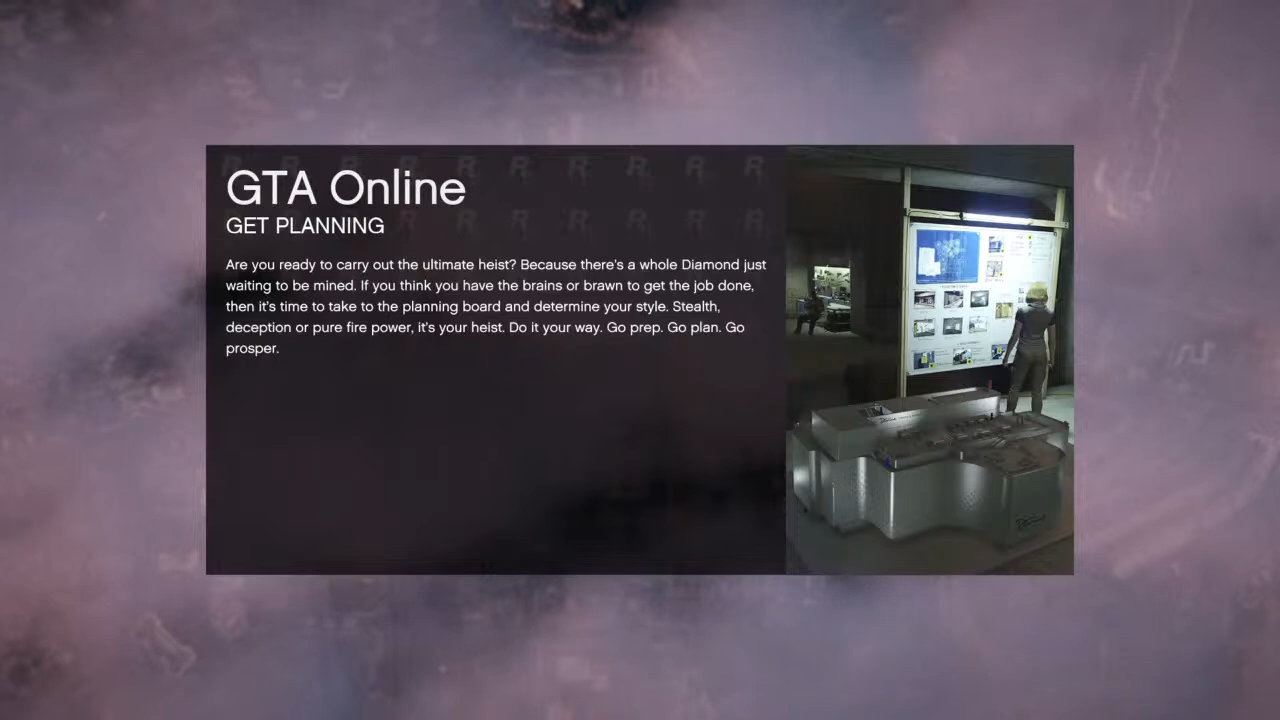 GTA Online
GET PLANNING
Are you ready to carry out the ultimate heist? Because there's a whole Diamond just
waiting to be mined. If you think you have the brains or brawn to get the job done,
then it's time to take to the planning board and determine your style. Stealth,
deception or pure fire power, it's your heist. Do it your way. Go prep. Go plan. Go
prosper.